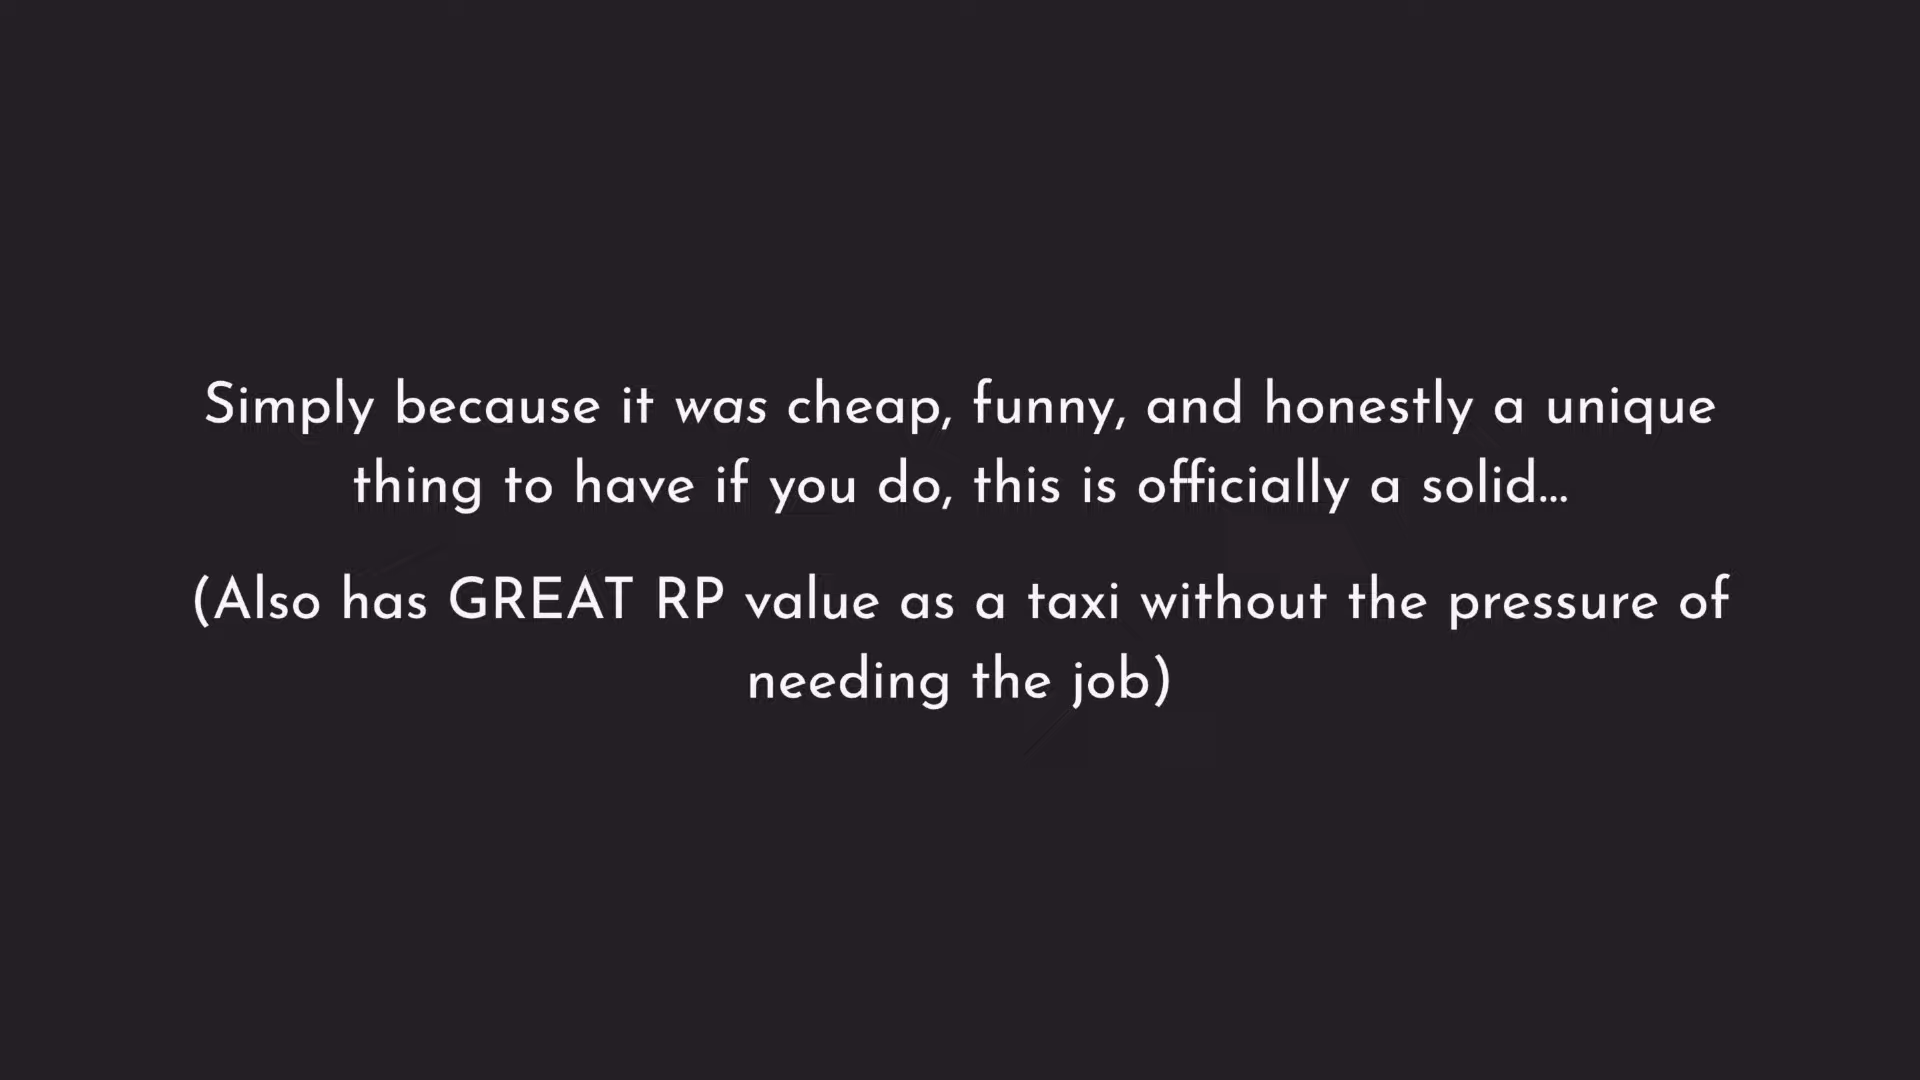 Simply because it was cheap, funny, and honestly a unique
thing to have if you do, this is officially a solid...
(Also has GREAT RP value as a taxi without the pressure of
needing the job)